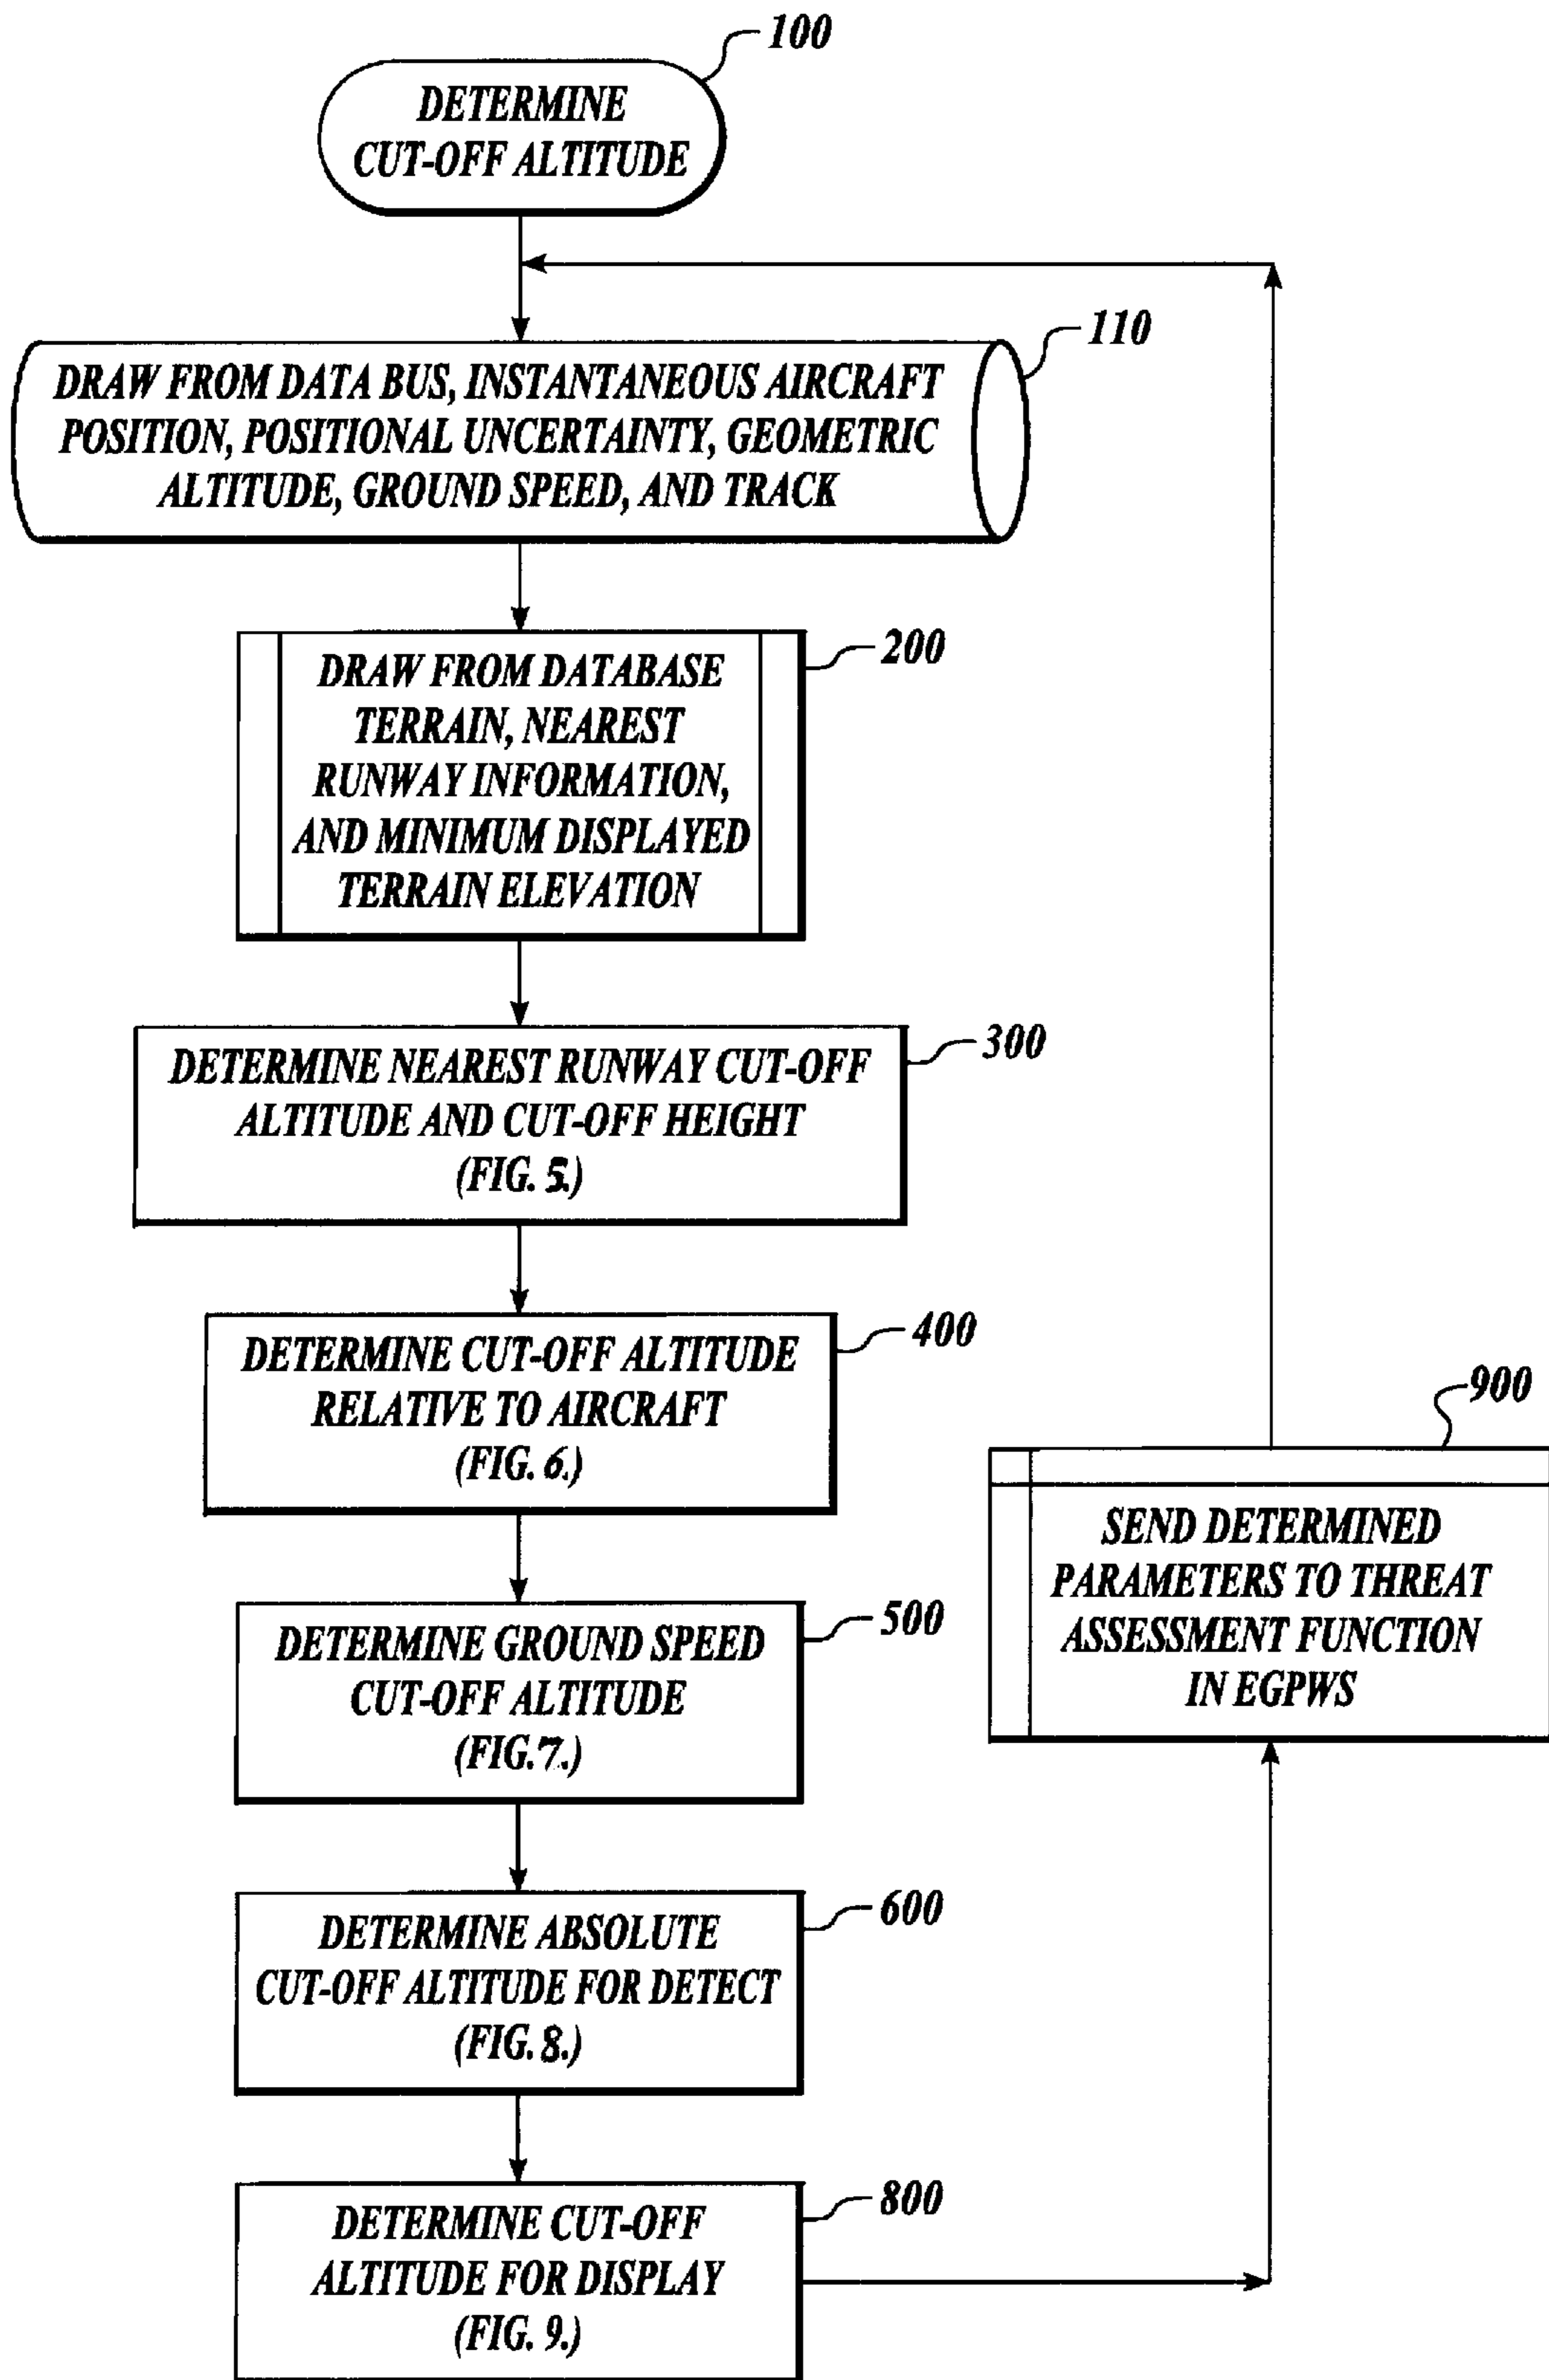 100
DETERMINE
CUT-OFF ALTITUDE
110
DRAW FROM DATA BUS, INSTANTANEOUS AIRCRAFT
POSITION, POSITIONAL UNCERTAINTY, GEOMETRIC
ALTITUDE, GROUND SPEED, AND TRACK
200
DRAW FROM DATABASE
TERRAIN, NEAREST
RUNWAY INFORMATION,
AND MINIMUM DISPLAYED
TERRAIN ELEVATION
300
DETERMINE NEAREST RUNWAY CUT-OFF
ALTITUDE AND CUT-OFF HEIGHT
(FIG. 5.)
400
DETERMINE CUT-OFF ALTITUDE
RELATIVE TO AIRCRAFT
(FIG. 6.)
500
DETERMINE GROUND SPEED
CUT-OFF ALTITUDE
(FIG.7.)
600
DETERMINE ABSOLUTE
CUT-OFF ALTITUDE FOR DETECT
(FIG. 8.)
800
DETERMINE CUT-OFF
ALTITUDE FOR DISPLAY
(FIG. 9.)
900
SEND DETERMINED
PARAMETERS TO THREAT
ASSESSMENT FUNCTION
IN EGPWS